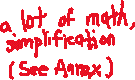 a lot of math,
simplification
(See Annex)